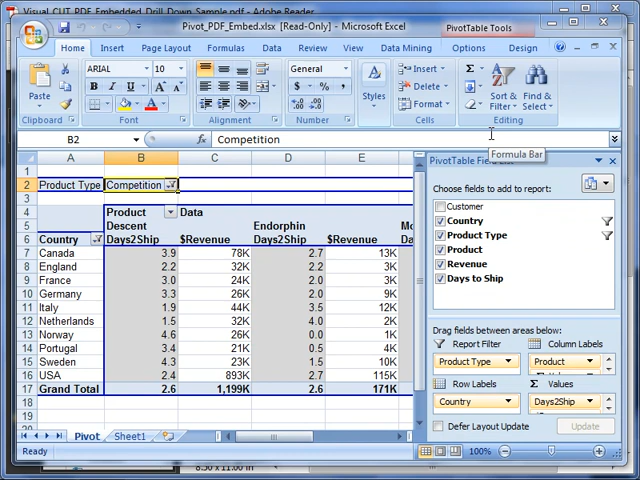 Visual_CUT_PDF_Embedded_Drill_Down_Sample.pdf - Adobe Reader
Pivot_PDF_Embed.xlsx [Read-Only] - Microsoft Excel
PivotTable Tools
Home Insert Page Layout Formulas Data Review View Data Mining Options Design
Paste
Clipboard
ARIAL 10
B I U
Font
Alignment
General
$ % ,
Number
Styles
Insert
Delete
Format
Cells
Σ
Sort & Filter
Find & Select
Editing
B2 fx Competition
Formula Bar
A B C D E
1
2 Product Type Competition
3
4 Product Data
5 Descent Endorphin Mo
6 Country Days2Ship $Revenue Days2Ship $Revenue Days
7 Canada 3.9 78K 2.7 13K
8 England 2.2 32K 2.2 3K
9 France 3.0 24K 2.0 3K
10 Germany 3.3 26K 2.0 9K
11 Italy 1.9 44K 3.5 12K
12 Netherlands 1.5 32K 4.0 2K
13 Norway 4.6 26K 0.0 1K
14 Portugal 3.4 21K 0.5 4K
15 Sweden 4.3 23K 1.5 10K
16 USA 2.4 893K 2.7 115K
17 Grand Total 2.6 1,199K 2.6 171K
18
19
20
PivotTable Field List
Choose fields to add to report:
Customer
Country
Product Type
Product
Revenue
Days to Ship
Drag fields between areas below:
Report Filter Column Labels
Product Type Product
Row Labels Σ Values
Country Days2Ship
Defer Layout Update Update
Pivot Sheet1
Ready 100%
8.50 x 11.00 in